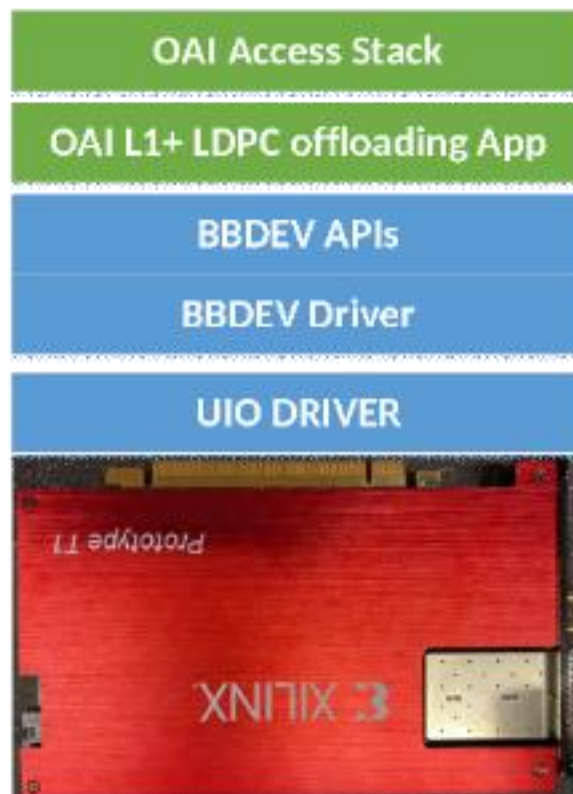 OAI Access Stack
OAI L1+ LDPC offloading App
BBDEV APIs
BBDEV Driver
UIO DRIVER
Prototype T1
XILINX